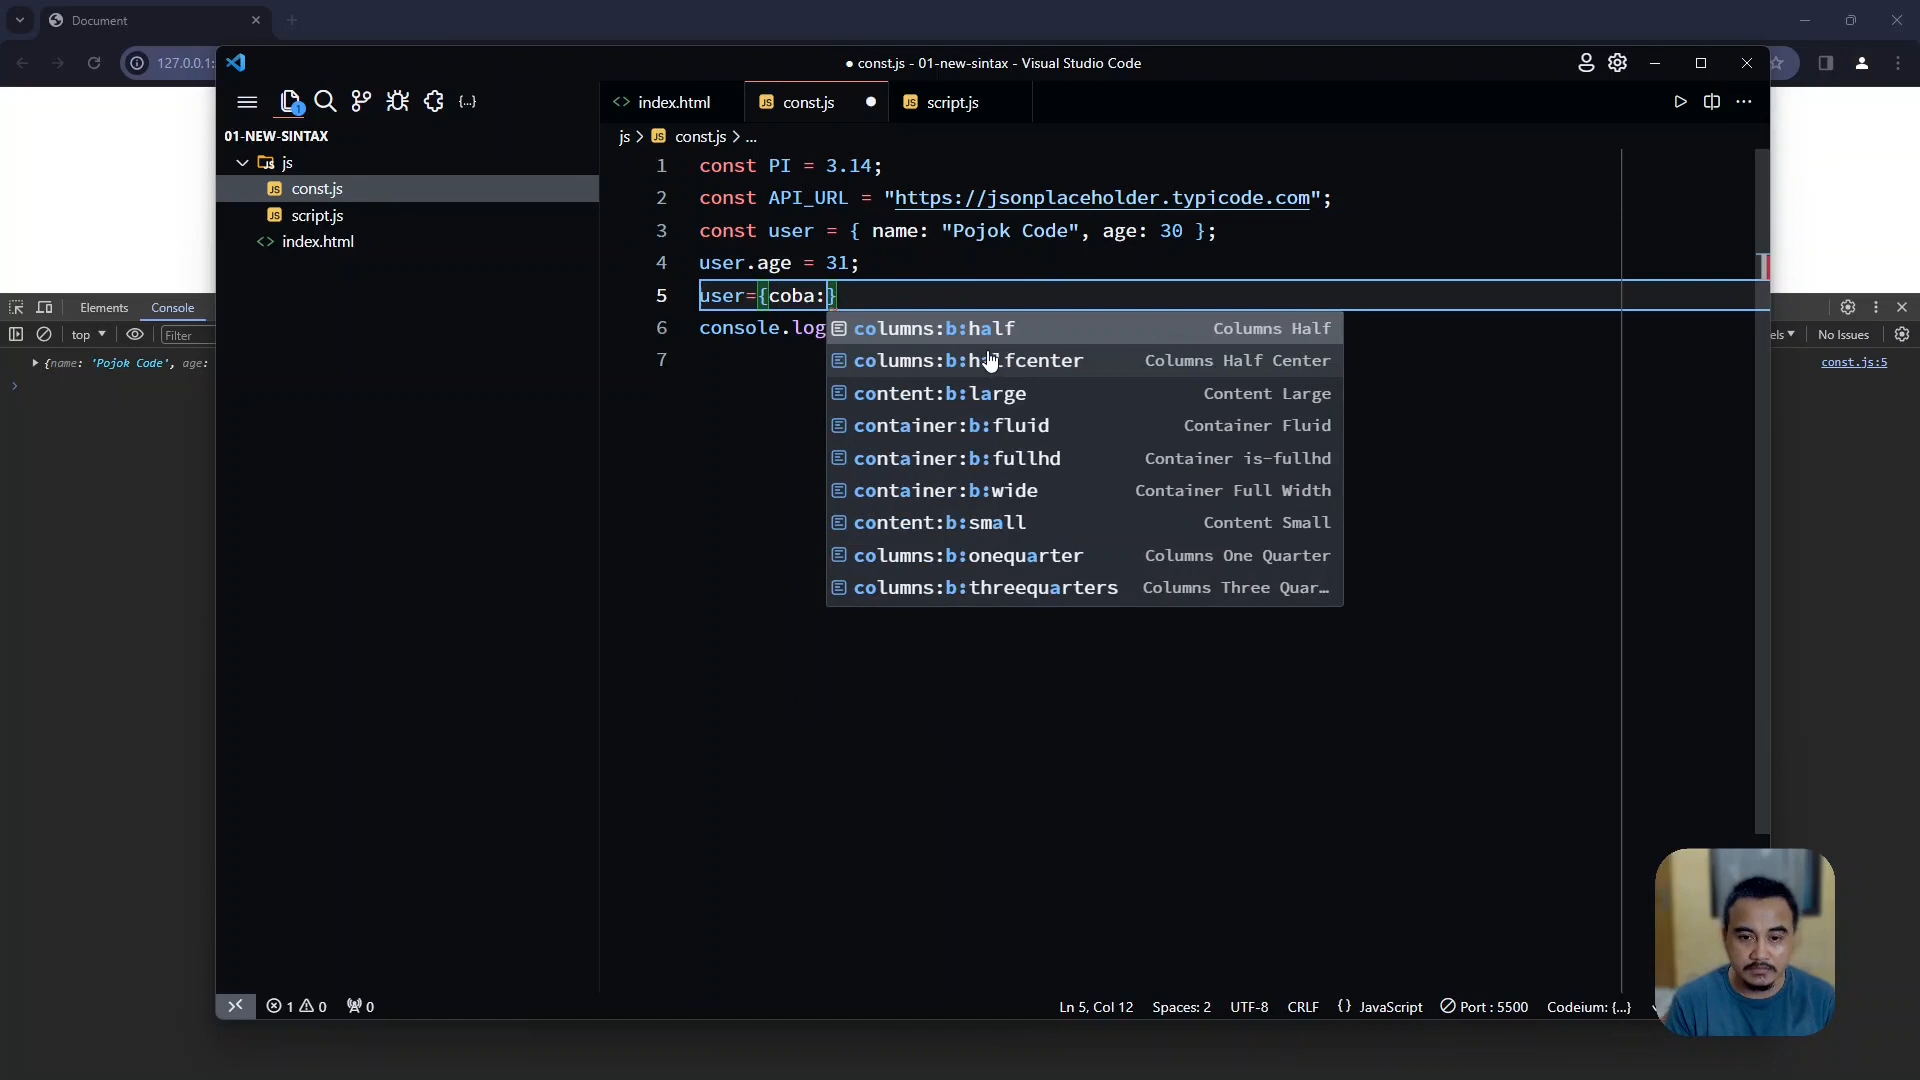 Document
127.0.0.1:
const.js - 01-new-sintax - Visual Studio Code
1
{...}
index.html
const.js
script.js
01-NEW-SINTAX
js
const.js
script.js
index.html
js > const.js > ...
1 const PI = 3.14;
2 const API_URL = "https://jsonplaceholder.typicode.com";
3 const user = { name: "Pojok Code", age: 30 };
4 user.age = 31;
5 user={coba:}
6 console.log
7
columns:b:half Columns Half
columns:b:halfcenter Columns Half Center
content:b:large Content Large
container:b:fluid Container Fluid
container:b:fullhd Container is-fullhd
container:b:wide Container Full Width
content:b:small Content Small
columns:b:onequarter Columns One Quarter
columns:b:threequarters Columns Three Quar...
Elements Console
top Filter
els No Issues
{name: 'Pojok Code', age: const.js:5
1 0 0
Ln 5, Col 12 Spaces: 2 UTF-8 CRLF {} JavaScript Port : 5500 Codeium: {...}